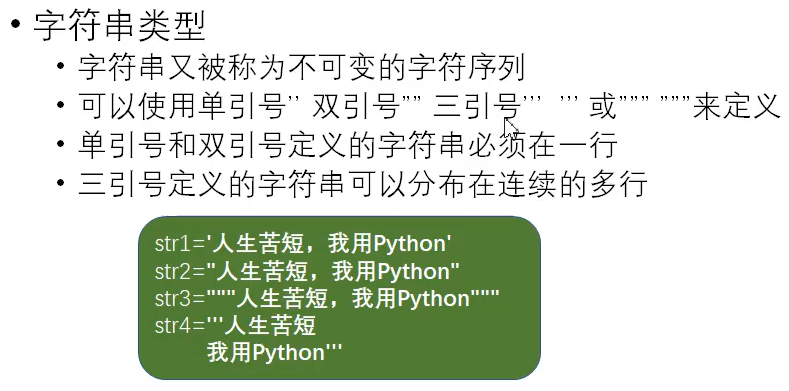 • 字符串类型
• 字符串又被称为不可变的字符序列
• 可以使用单引号'' 双引号"" 三引号''' ''' 或""" """来定义
• 单引号和双引号定义的字符串必须在一行
• 三引号定义的字符串可以分布在连续的多行
str1='人生苦短，我用Python'
str2="人生苦短，我用Python"
str3="""人生苦短，我用Python"""
str4='''人生苦短
我用Python'''